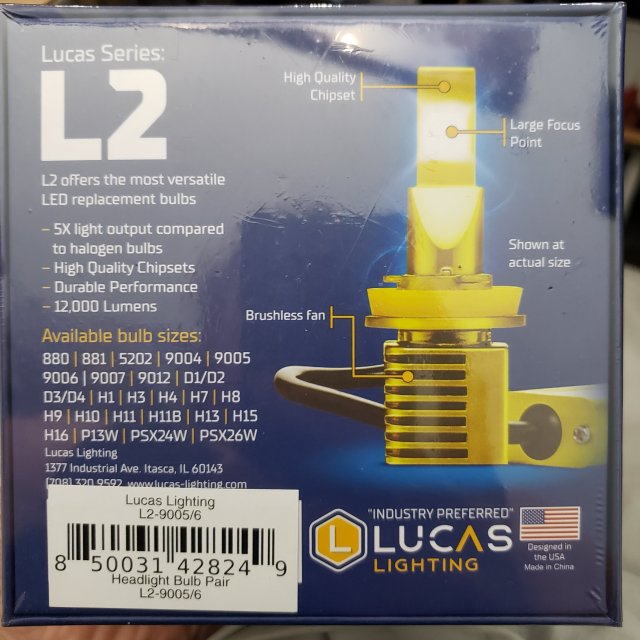 Lucas Series:
L2
L2 offers the most versatile
LED replacement bulbs
– 5X light output compared
to halogen bulbs
– High Quality Chipsets
– Durable Performance
– 12,000 Lumens
Available bulb sizes:
880 | 881 | 5202 | 9004 | 9005
9006 | 9007 | 9012 | D1/D2
D3/D4 | H1 | H3 | H4 | H7 | H8
H9 | H10 | H11 | H11B | H13 | H15
H16 | P13W | PSX24W | PSX26W
Lucas Lighting
1377 Industrial Ave. Itasca, IL 60143
(708) 320 9592 www.lucas-lighting.com
High Quality
Chipset
Large Focus
Point
Shown at
actual size
Brushless fan
Lucas Lighting
L2-9005/6
8 50031 42824 9
Headlight Bulb Pair
L2-9005/6
"INDUSTRY PREFERRED"
L LUCAS
LIGHTING
Designed in
the USA
Made in China